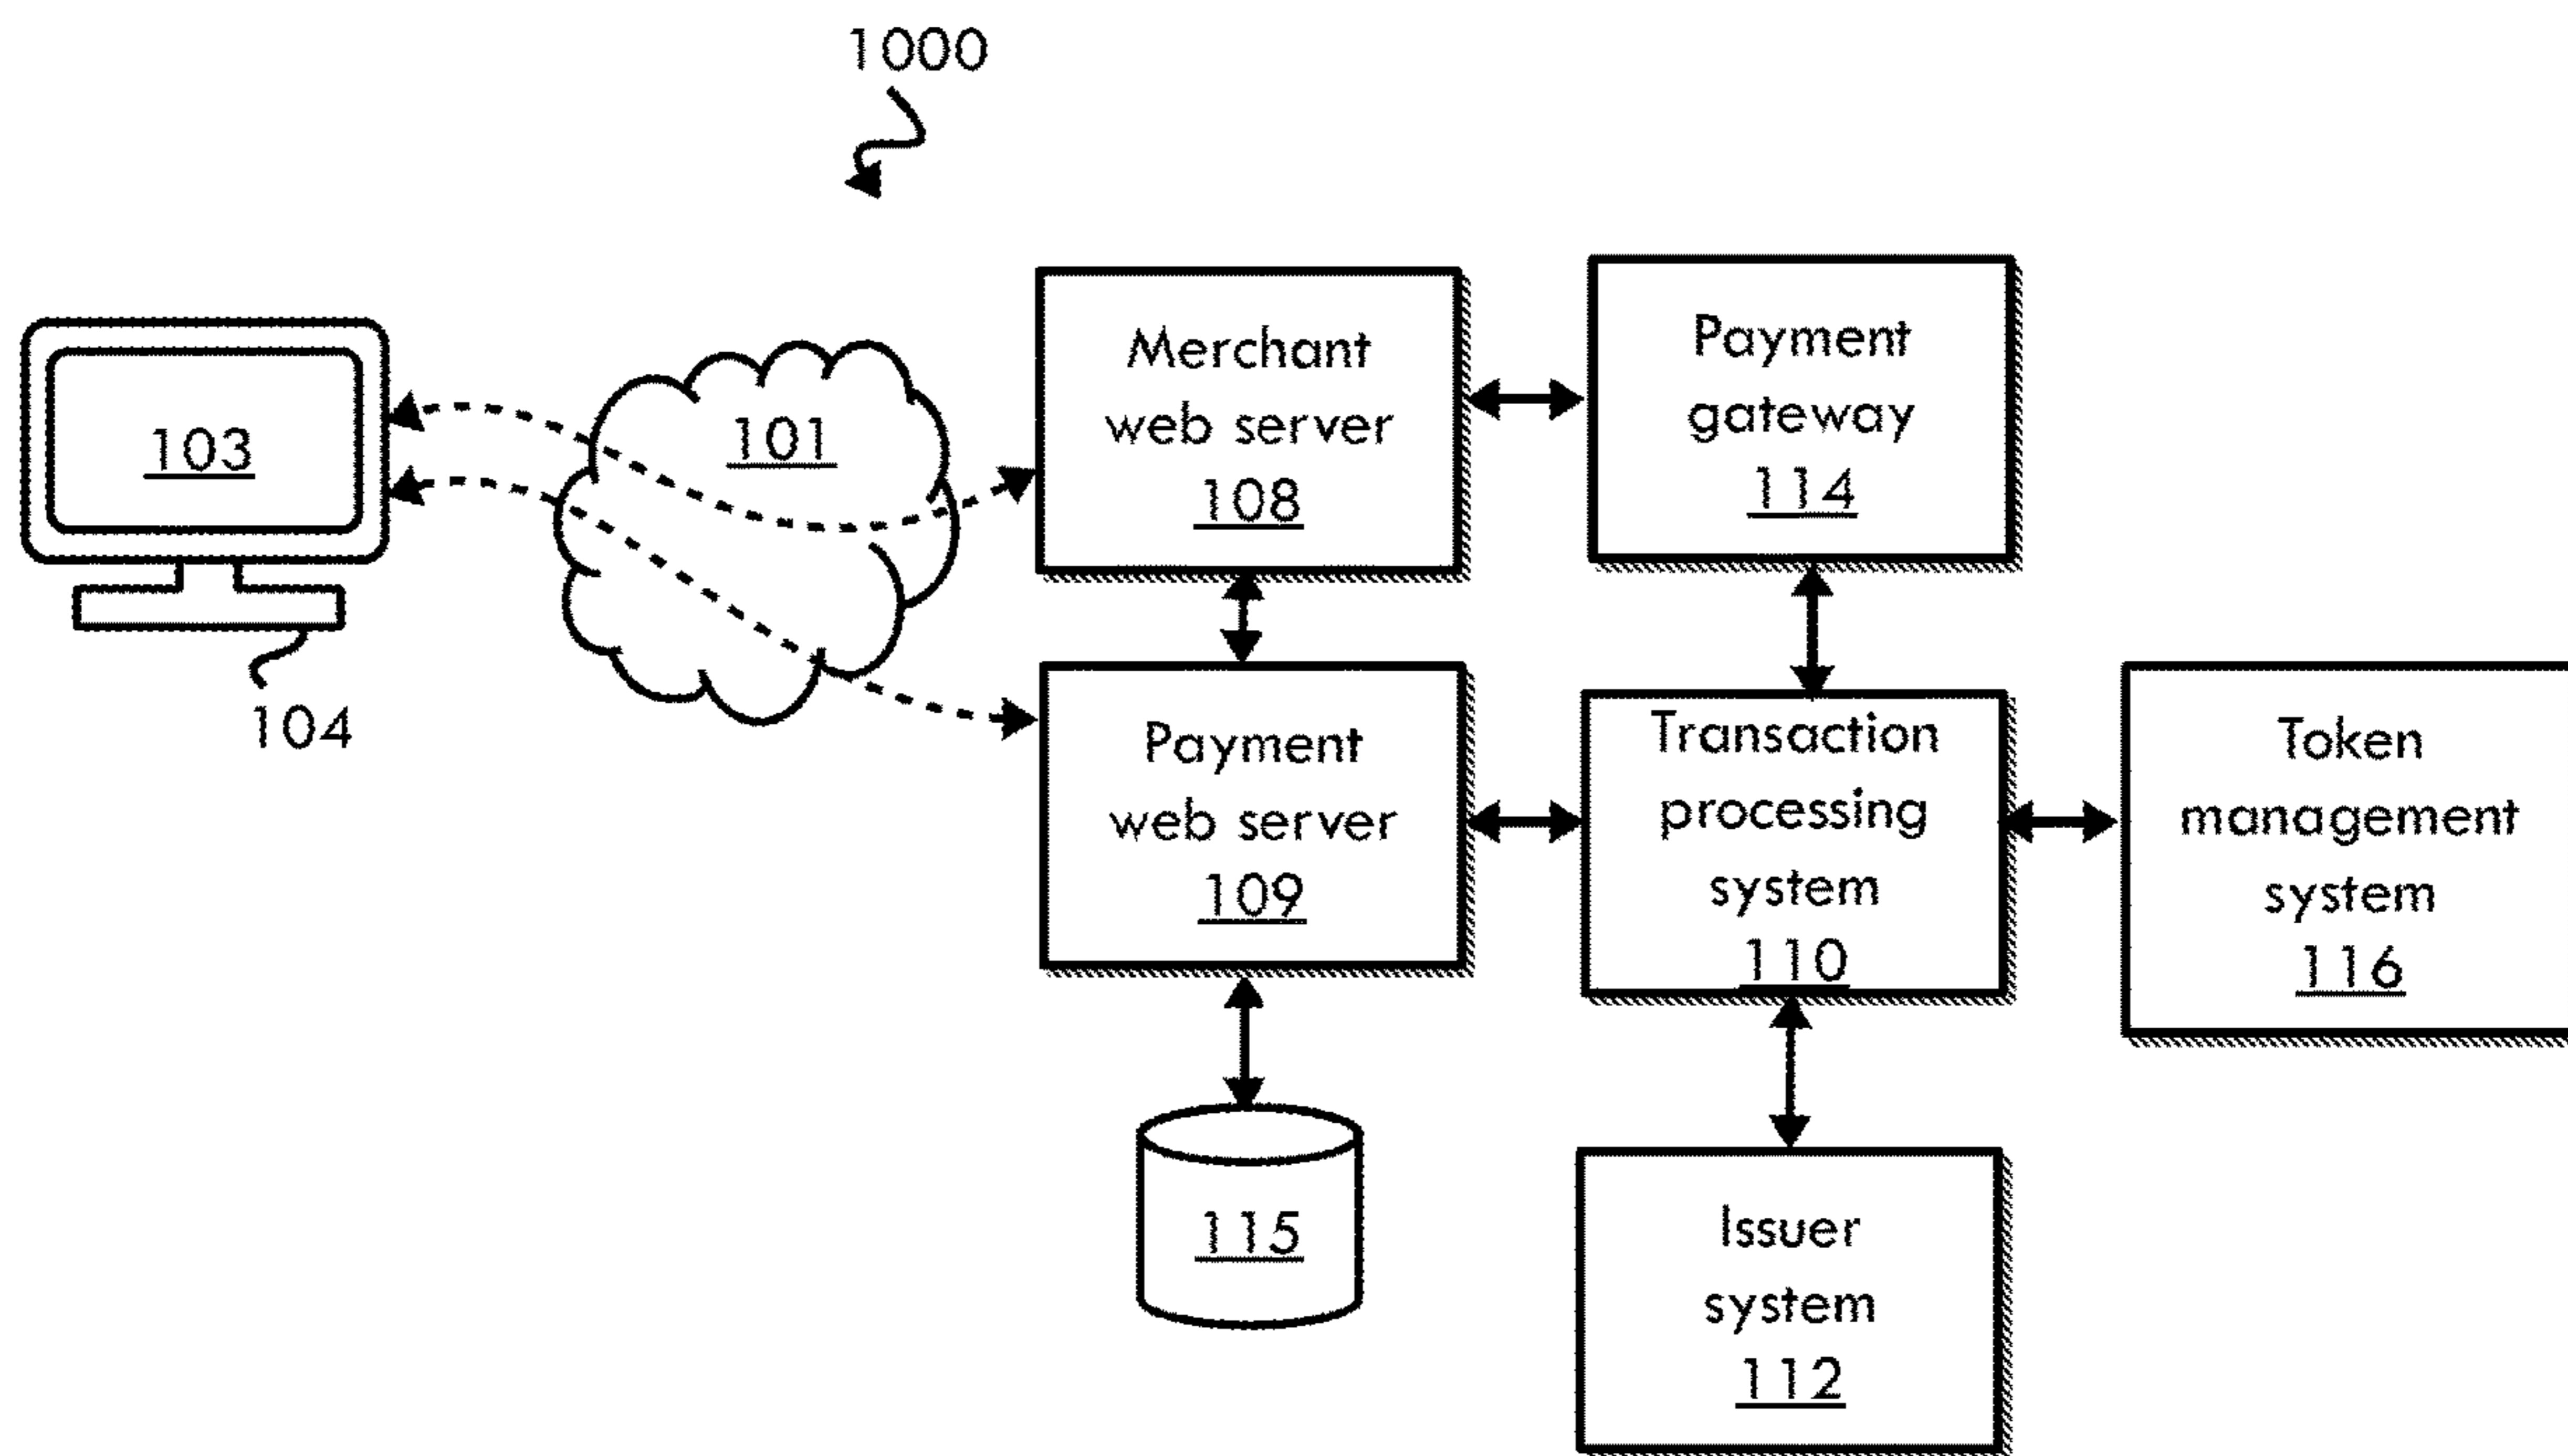 1000
103
104
101
Merchant
web server
108
Payment
gateway
114
Payment
web server
109
Transaction
processing
system
110
Token
management
system
116
115
Issuer
system
112